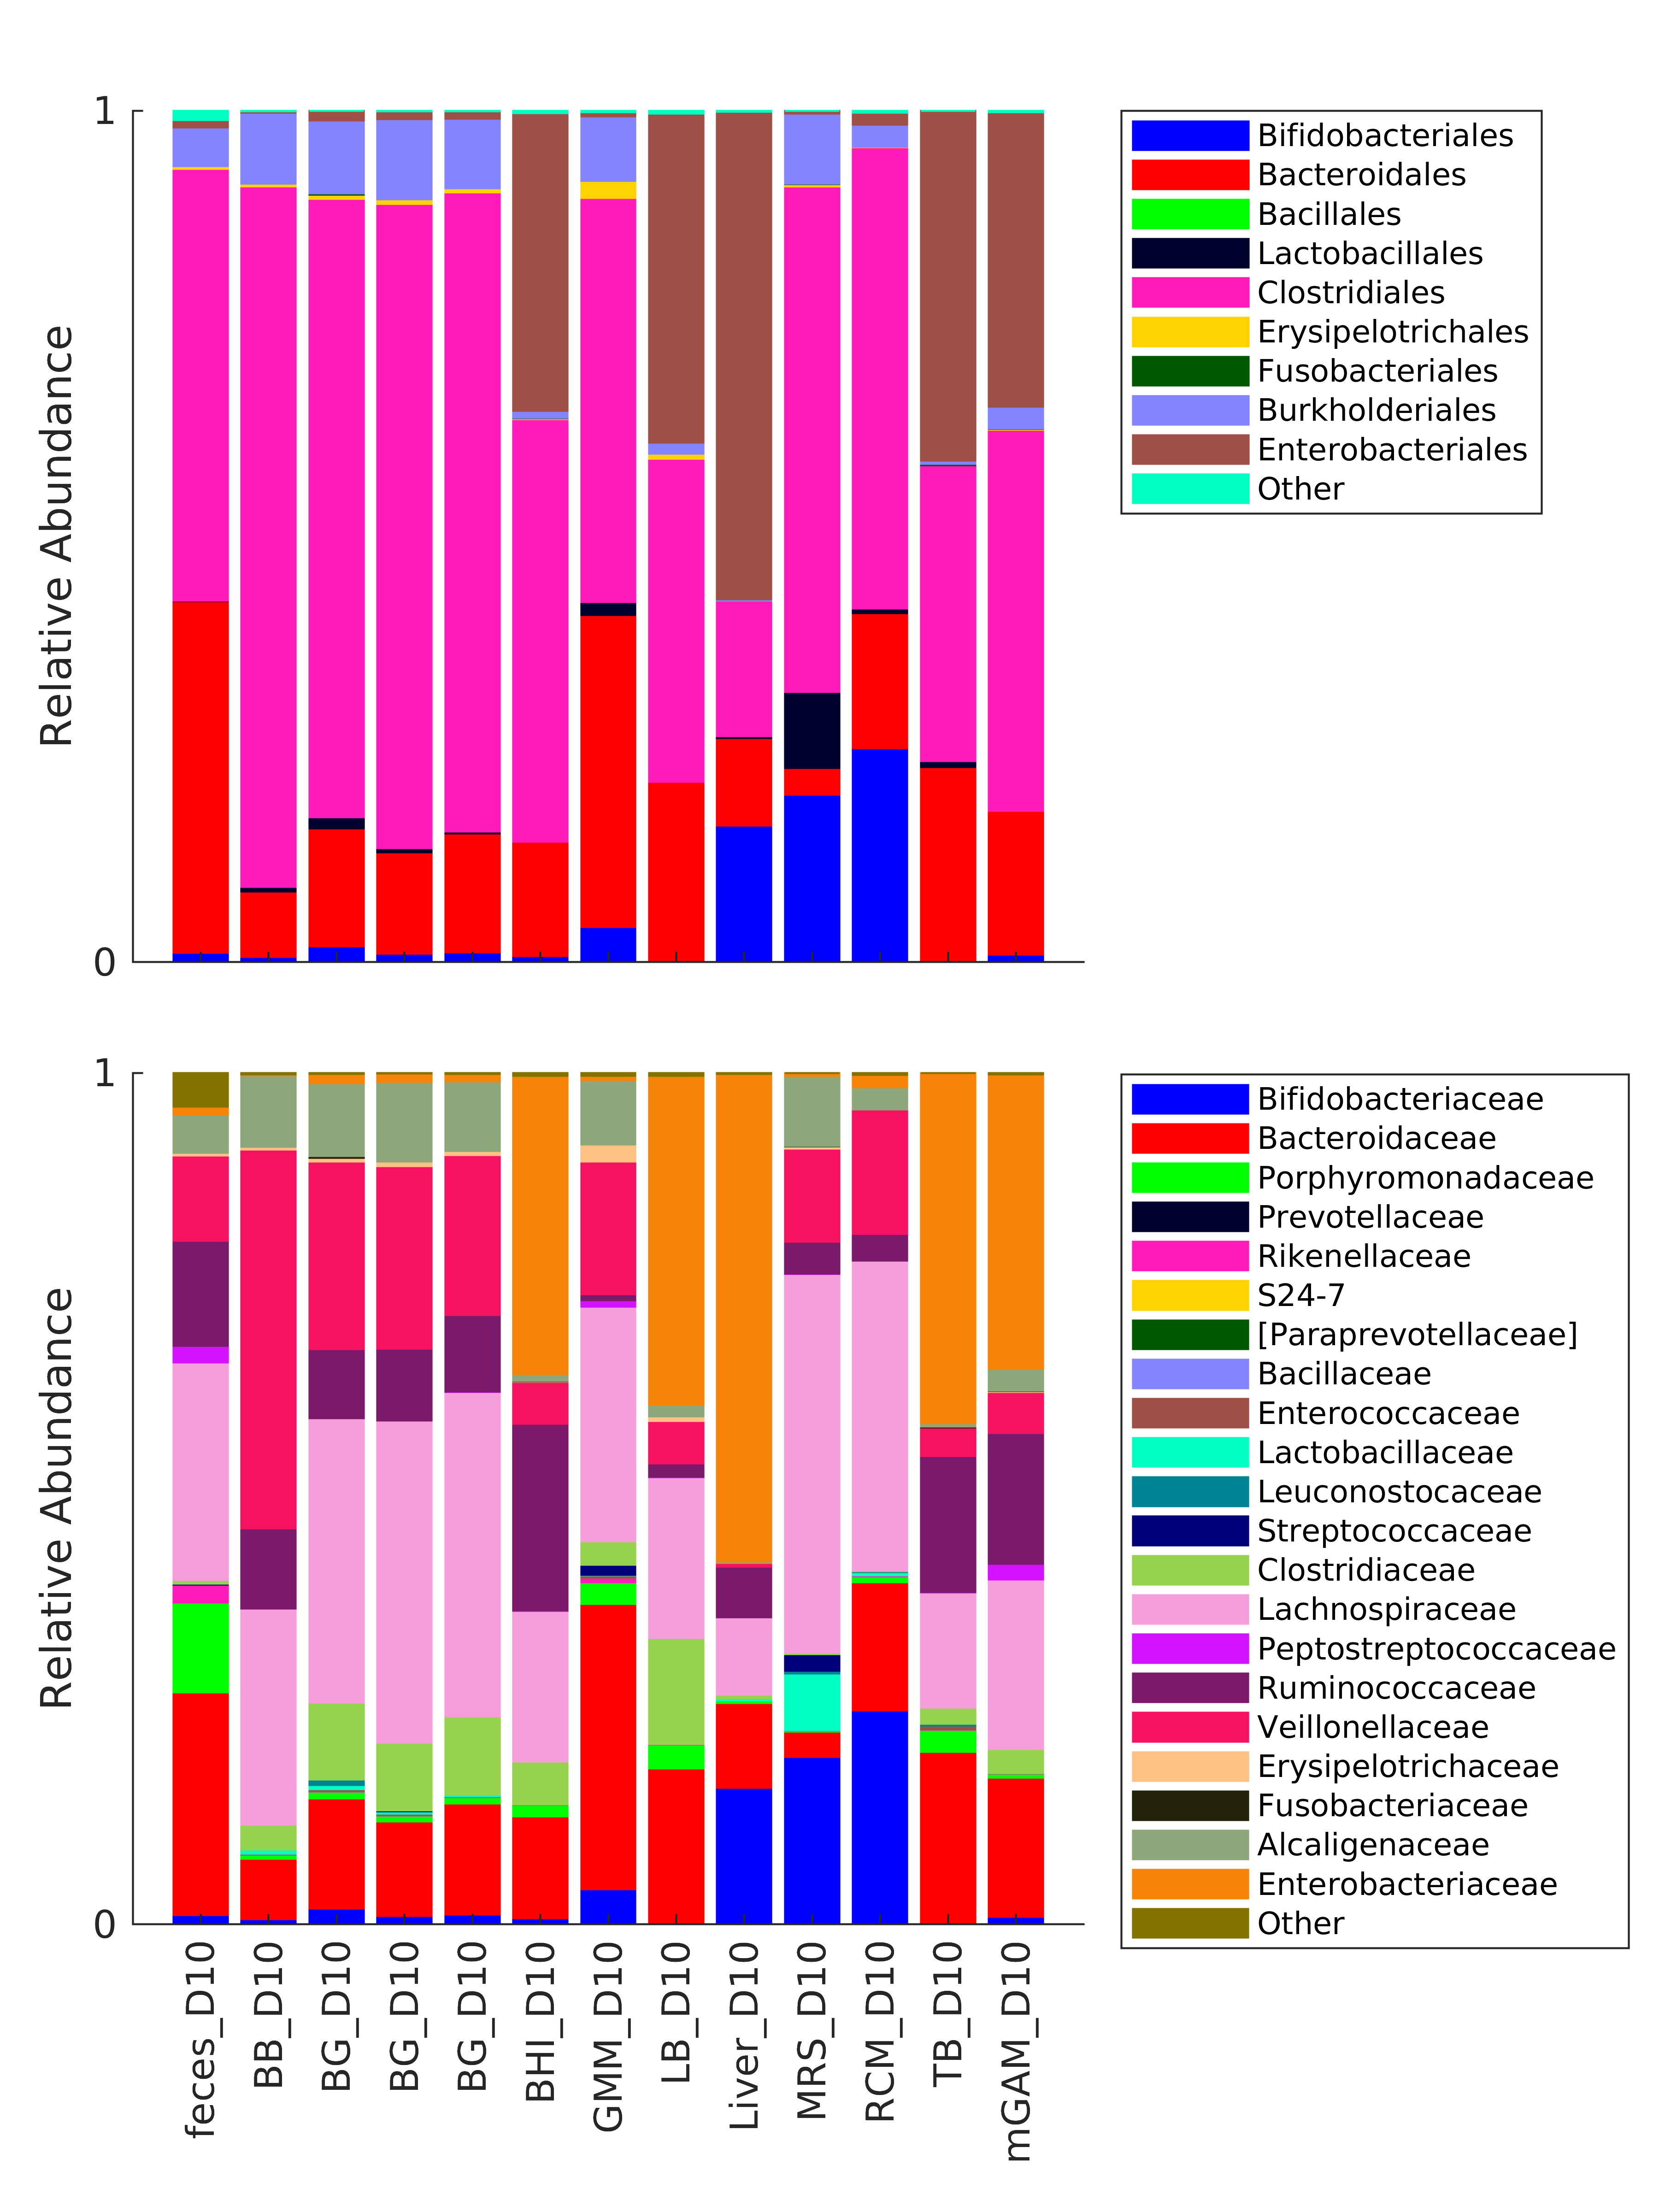 1
Relative Abundance
0
Bifidobacteriales
Bacteroidales
Bacillales
Lactobacillales
Clostridiales
Erysipelotrichales
Fusobacteriales
Burkholderiales
Enterobacteriales
Other
1
Relative Abundance
0
Bifidobacteriaceae
Bacteroidaceae
Porphyromonadaceae
Prevotellaceae
Rikenellaceae
S24-7
[Paraprevotellaceae]
Bacillaceae
Enterococcaceae
Lactobacillaceae
Leuconostocaceae
Streptococcaceae
Clostridiaceae
Lachnospiraceae
Peptostreptococcaceae
Ruminococcaceae
Veillonellaceae
Erysipelotrichaceae
Fusobacteriaceae
Alcaligenaceae
Enterobacteriaceae
Other
feces_D10
BB_D10
BG_D10
BG_D10
BG_D10
BHI_D10
GMM_D10
LB_D10
Liver_D10
MRS_D10
RCM_D10
TB_D10
mGAM_D10